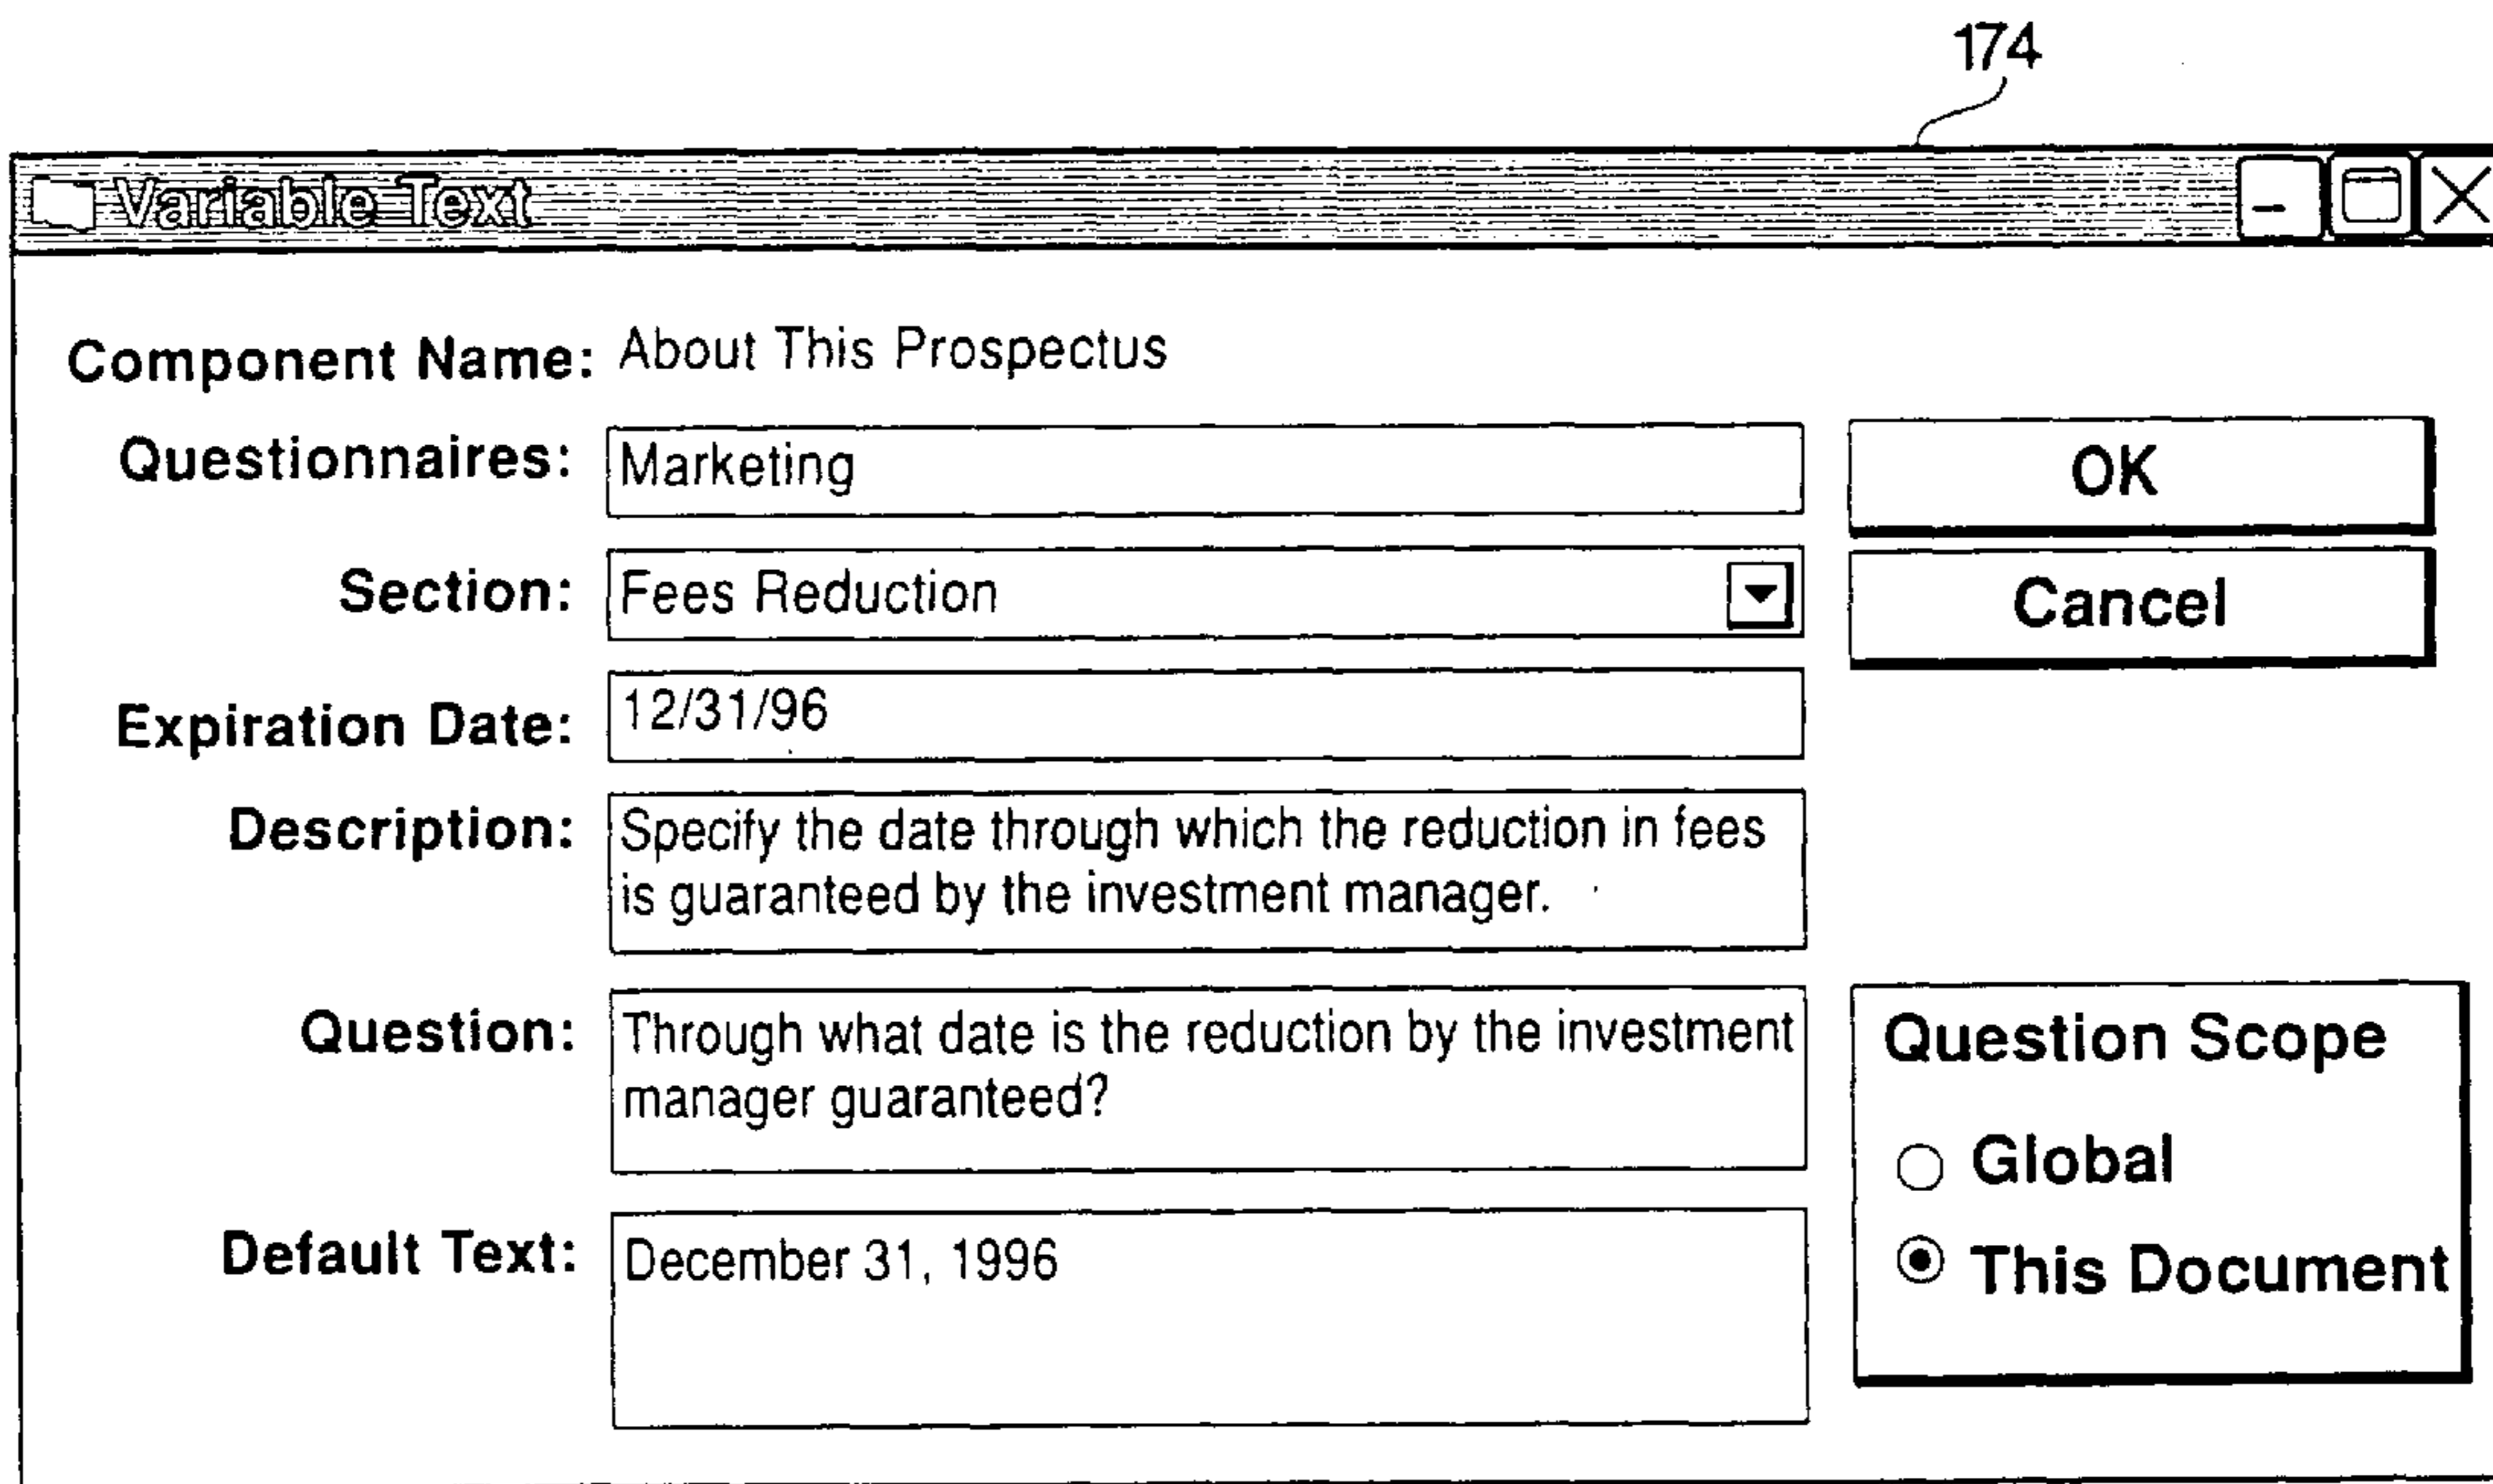 174
Variable Text
Component Name: About This Prospectus
Questionnaires: Marketing
OK
Section: Fees Reduction
Cancel
Expiration Date: 12/31/96
Description: Specify the date through which the reduction in fees
is guaranteed by the investment manager.
Question: Through what date is the reduction by the investment
manager guaranteed?
Question Scope
Global
This Document
Default Text: December 31, 1996